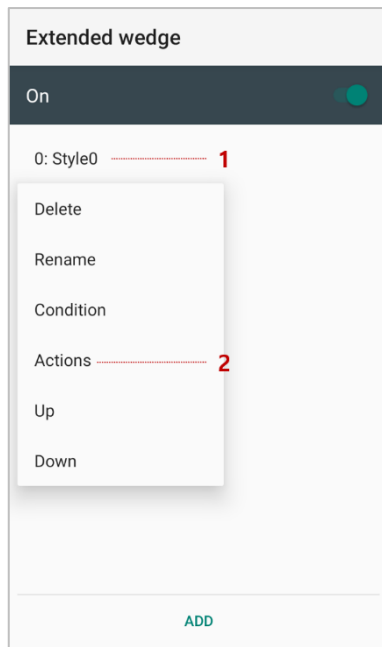 Extended wedge
On
0: Style0 1
Delete
Rename
Condition
Actions 2
Up
Down
ADD